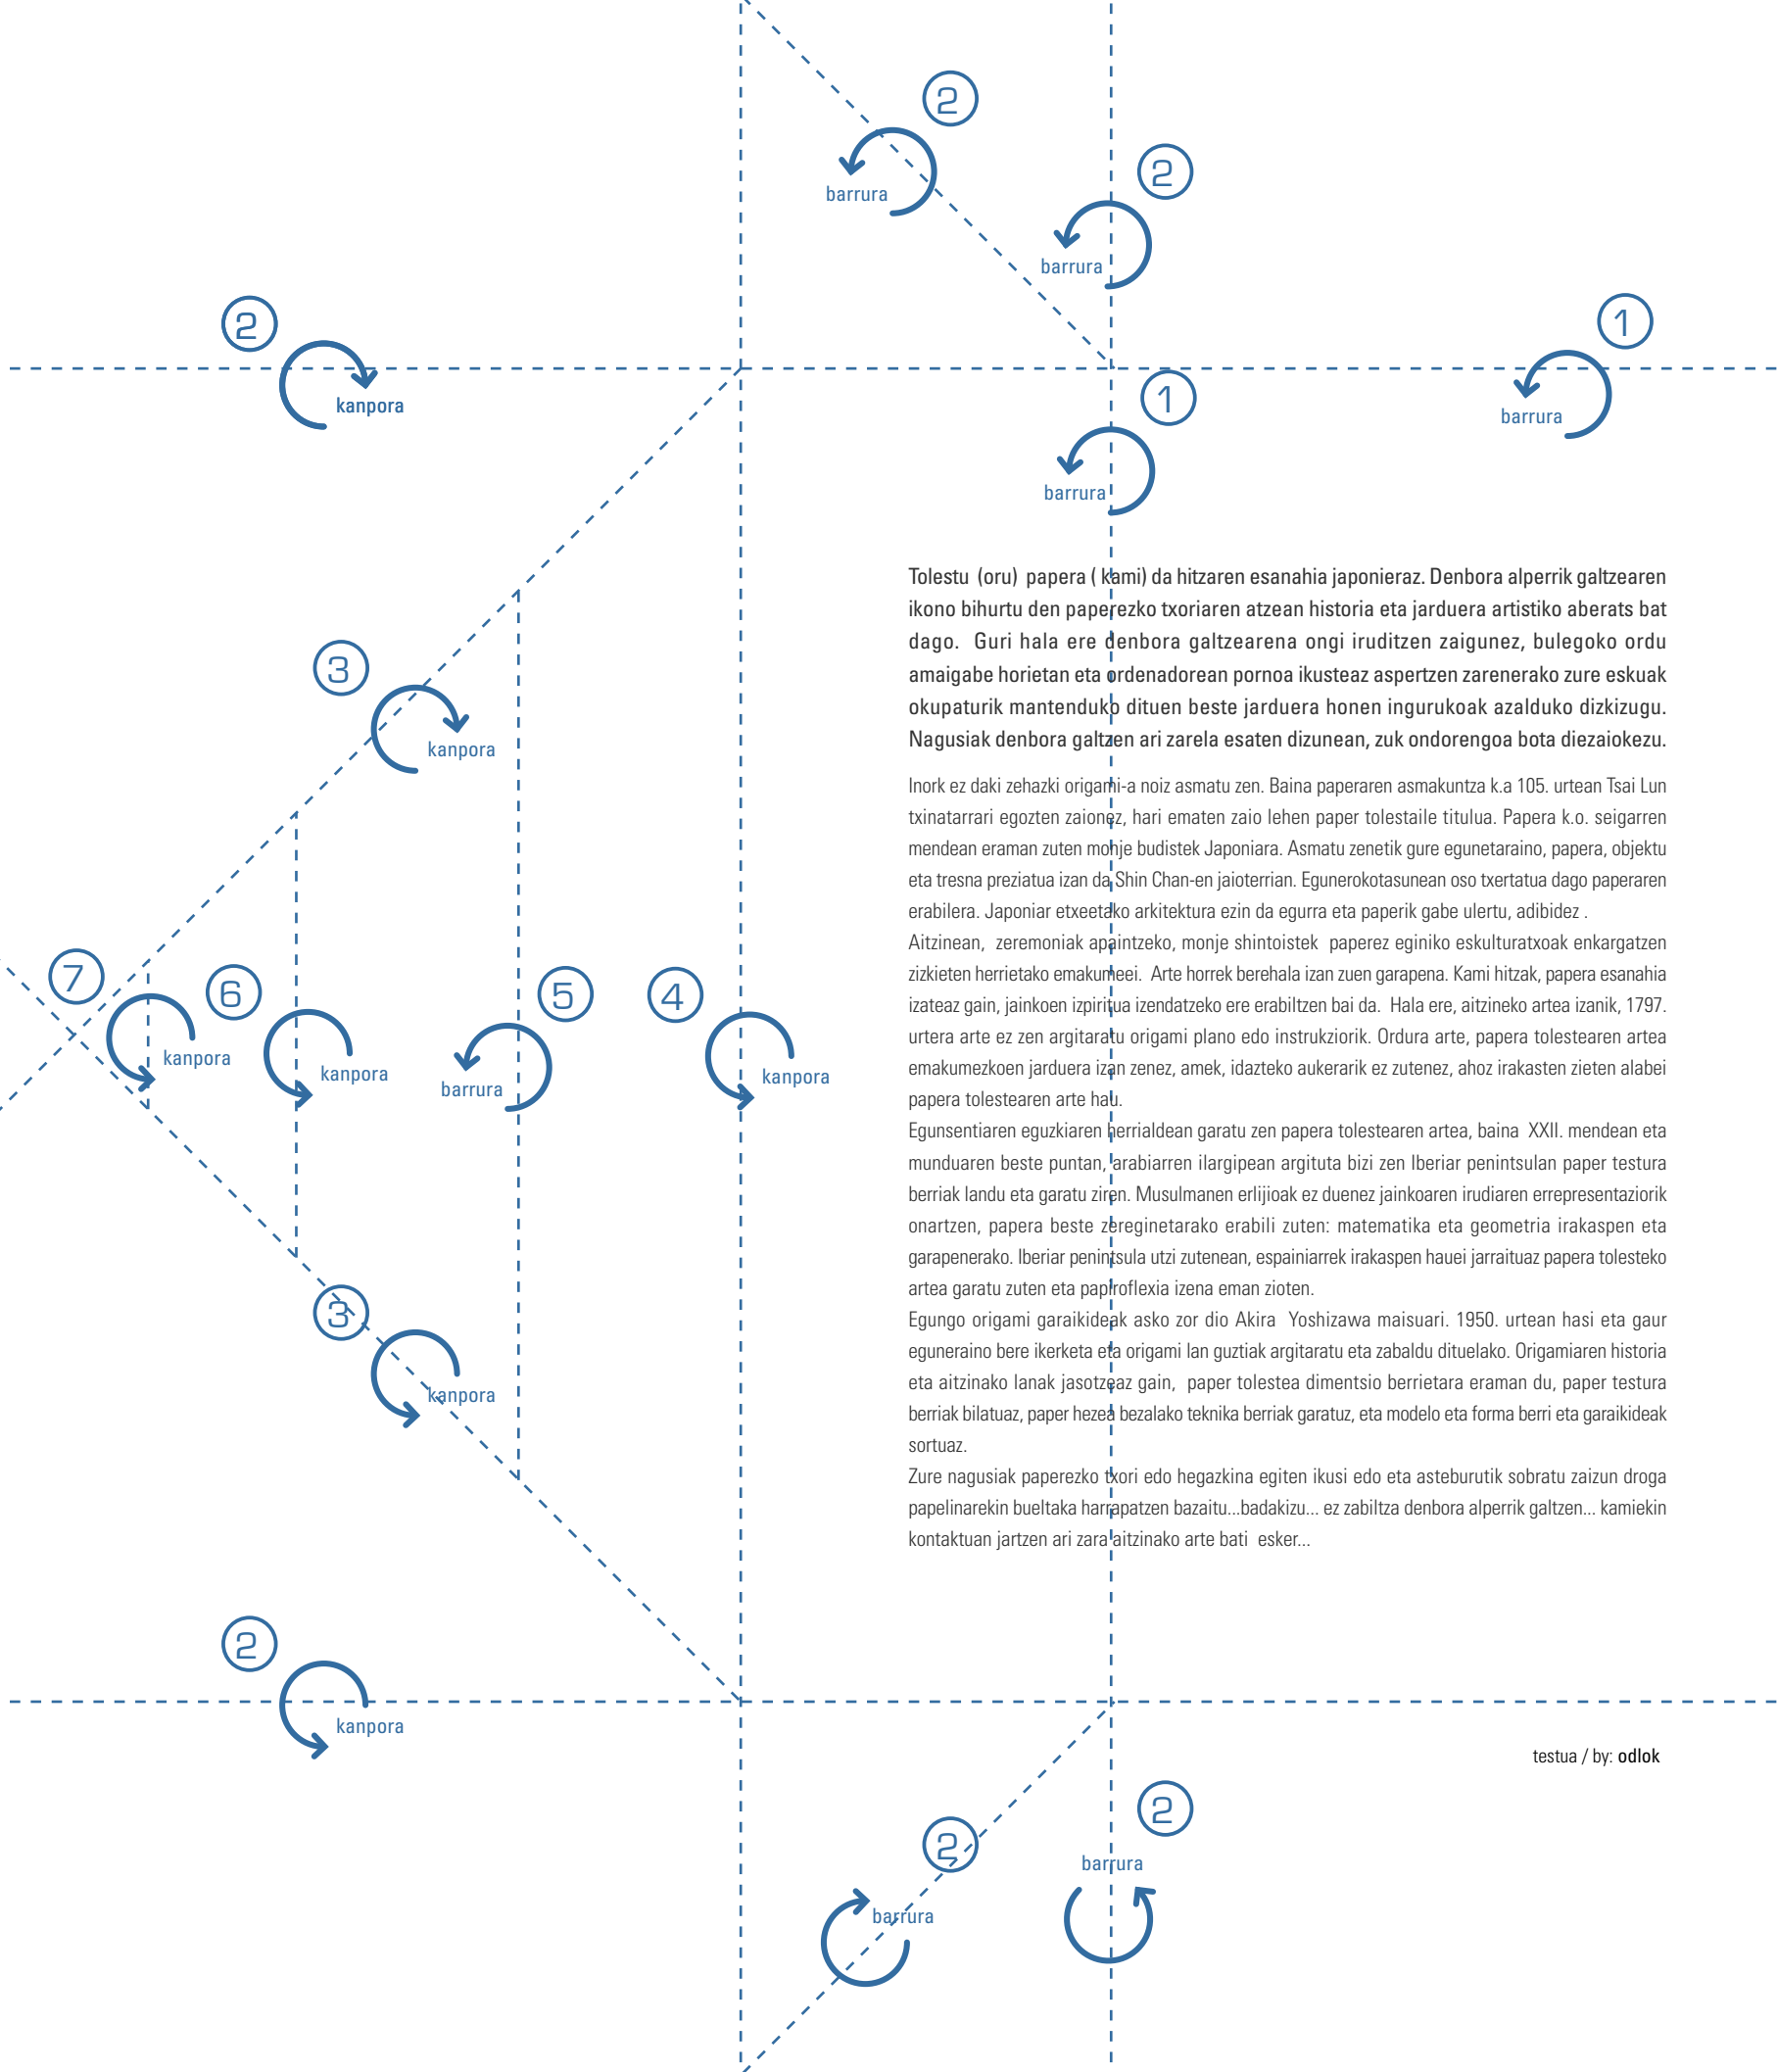 2
barrura
2
barrura
2
kanpora
1
barrura
1
barrura
Tolestu (oru) papera ( kami) da hitzaren esanahia japonieraz. Denbora alperrik galtzearen
ikono bihurtu den paperezko txoriaren atzean historia eta jarduera artistiko aberats bat
dago. Guri hala ere denbora galtzearena ongi iruditzen zaigunez, bulegoko ordu
amaigabe horietan eta ordenadorean pornoa ikusteaz aspertzen zarenerako zure eskuak
okupaturik mantenduko dituen beste jarduera honen ingurukoak azalduko dizkizugu.
Nagusiak denbora galtzen ari zarela esaten dizunean, zuk ondorengoa bota diezaiokezu.
Inork ez daki zehazki origami-a noiz asmatu zen. Baina paperaren asmakuntza k.a 105. urtean Tsai Lun
txinatarrari egozten zaionez, hari ematen zaio lehen paper tolestaile titulua. Papera k.o. seigarren
mendean eraman zuten monje budistek Japoniara. Asmatu zenetik gure egunetaraino, papera, objektu
eta tresna preziatua izan da Shin Chan-en jaioterrian. Egunerokotasunean oso txertatua dago paperaren
erabilera. Japoniar etxeetako arkitektura ezin da egurra eta paperik gabe ulertu, adibidez .
Aitzinean, zeremoniak apaintzeko, monje shintoistek paperez eginiko eskulturatxoak enkargatzen
zizkieten herrietako emakumeei. Arte horrek berehala izan zuen garapena. Kami hitzak, papera esanahia
izateaz gain, jainkoen izpiritua izendatzeko ere erabiltzen bai da. Hala ere, aitzineko artea izanik, 1797.
urtera arte ez zen argitaratu origami plano edo instrukziorik. Ordura arte, papera tolestearen artea
emakumezkoen jarduera izan zenez, amek, idazteko aukerarik ez zutenez, ahoz irakasten zieten alabei
papera tolestearen arte hau.
Egunsentiaren eguzkiaren herrialdean garatu zen papera tolestearen artea, baina XXII. mendean eta
munduaren beste puntan, arabiarren ilargipean argituta bizi zen Iberiar penintsulan paper testura
berriak landu eta garatu ziren. Musulmanen erlijioak ez duenez jainkoaren irudiaren errepresentaziorik
onartzen, papera beste zereginetarako erabili zuten: matematika eta geometria irakaspen eta
garapenerako. Iberiar penintsula utzi zutenean, espainiarrek irakaspen hauei jarraituaz papera tolesteko
artea garatu zuten eta papiroflexia izena eman zioten.
Egungo origami garaikideak asko zor dio Akira Yoshizawa maisuari. 1950. urtean hasi eta gaur
eguneraino bere ikerketa eta origami lan guztiak argitaratu eta zabaldu dituelako. Origamiaren historia
eta aitzinako lanak jasotzeaz gain, paper tolestea dimentsio berrietara eraman du, paper testura
berriak bilatuaz, paper hezea bezalako teknika berriak garatuz, eta modelo eta forma berri eta garaikideak
sortuaz.
Zure nagusiak paperezko txori edo hegazkina egiten ikusi edo eta asteburutik sobratu zaizun droga
papelinarekin bueltaka harrapatzen bazaitu...badakizu... ez zabiltza denbora alperrik galtzen... kamiekin
kontaktuan jartzen ari zara aitzinako arte bati esker...
3
kanpora
7
kanpora
6
kanpora
5
barrura
4
kanpora
3
kanpora
2
kanpora
testua / by: odlok
2
barrura
2
barrura